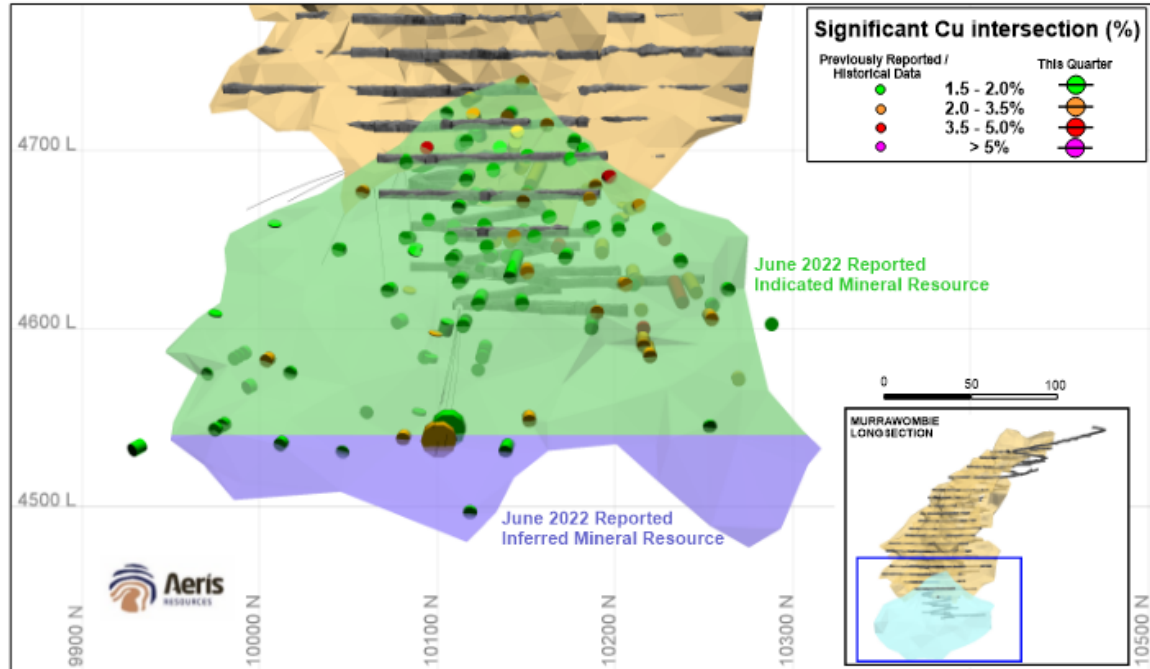 Significant Cu intersection (%)
Previously Reported /
Historical Data
This Quarter
1.5 - 2.0%
2.0 - 3.5%
3.5 - 5.0%
> 5%
4700 L
4600 L
4500 L
June 2022 Reported
Indicated Mineral Resource
June 2022 Reported
Inferred Mineral Resource
0 50 100
MURRAWOMBIE
LONGSECTION
Aeris
RESOURCES
9900 N
10000 N
10100 N
10200 N
10300 N
10500 N